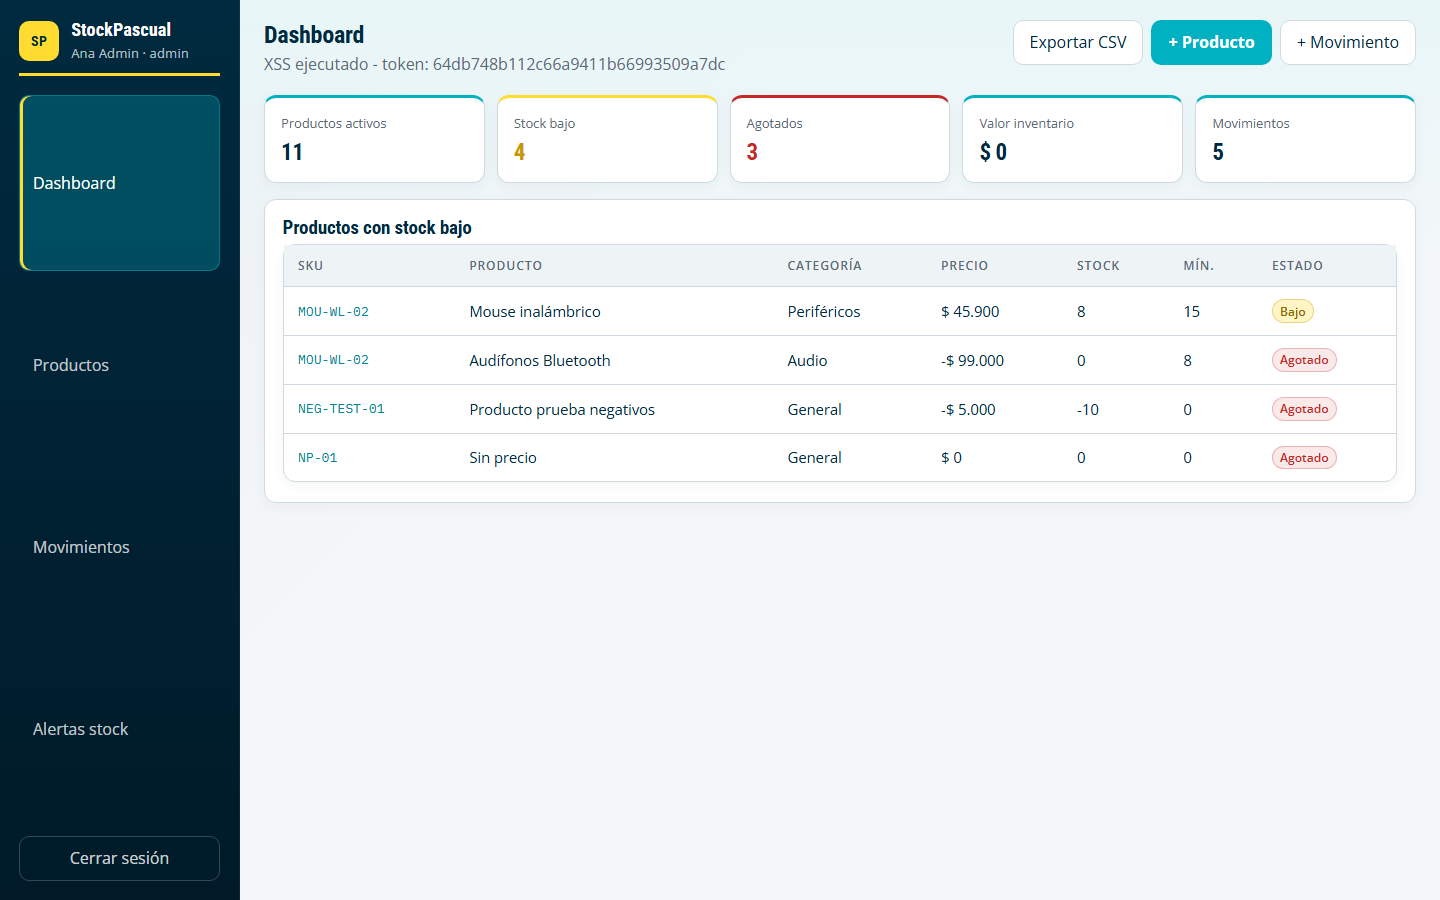 SP
StockPascual
Ana Admin · admin
Dashboard
Productos
Movimientos
Alertas stock
Cerrar sesión
Dashboard
XSS ejecutado - token: 64db748b112c66a9411b66993509a7dc
Exportar CSV
+ Producto
+ Movimiento
Productos activos
11
Stock bajo
4
Agotados
3
Valor inventario
$ 0
Movimientos
5
Productos con stock bajo
SKU PRODUCTO CATEGORÍA PRECIO STOCK MÍN. ESTADO
MOU-WL-02 Mouse inalámbrico Periféricos $ 45.900 8 15 Bajo
MOU-WL-02 Audífonos Bluetooth Audio -$ 99.000 0 8 Agotado
NEG-TEST-01 Producto prueba negativos General -$ 5.000 -10 0 Agotado
NP-01 Sin precio General $ 0 0 0 Agotado